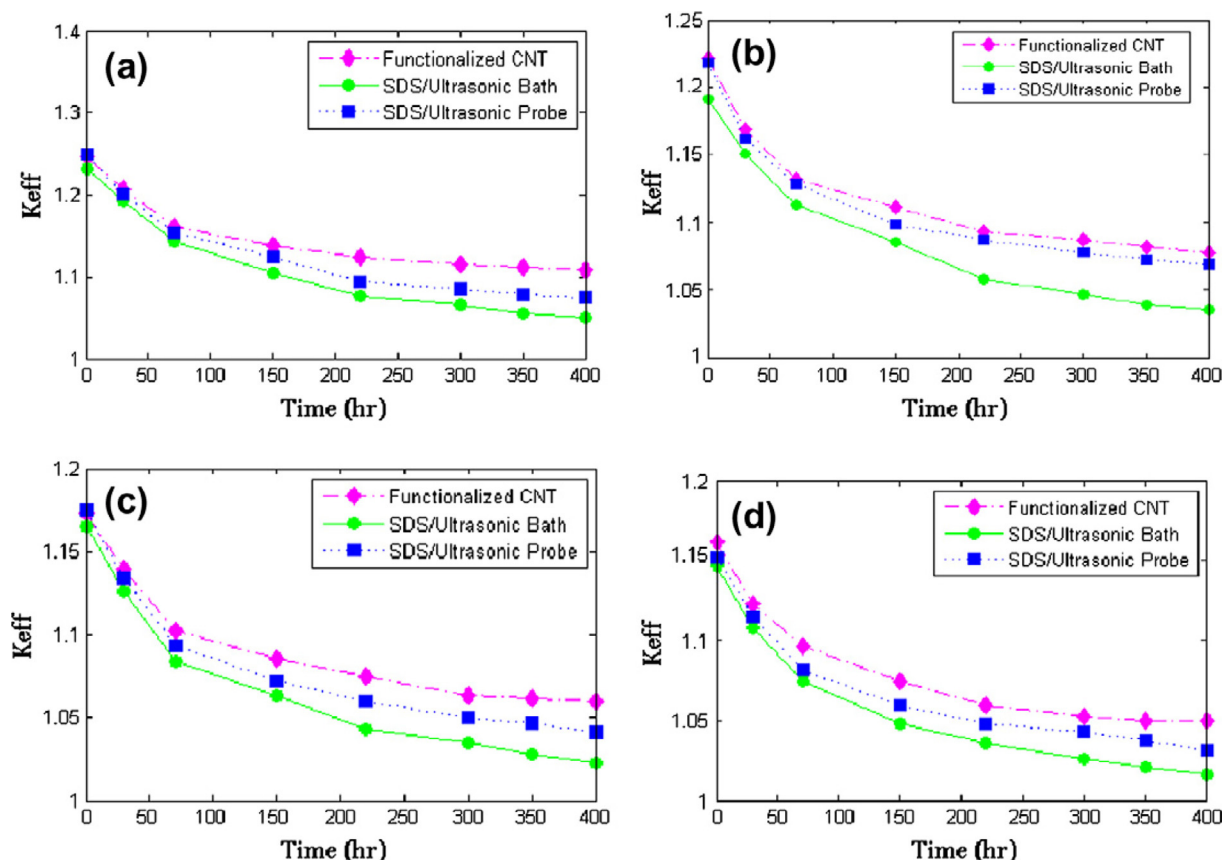 (a)
Functionalized CNT
SDS/Ultrasonic Bath
SDS/Ultrasonic Probe
1.4
1.3
1.2
1.1
1
Keff
0 50 100 150 200 250 300 350 400
Time (hr)
(b)
Functionalized CNT
SDS/Ultrasonic Bath
SDS/Ultrasonic Probe
1.25
1.2
1.15
1.1
1.05
1
Keff
0 50 100 150 200 250 300 350 400
Time (hr)
(c)
Functionalized CNT
SDS/Ultrasonic Bath
SDS/Ultrasonic Probe
1.2
1.15
1.1
1.05
1
Keff
0 50 100 150 200 250 300 350 400
Time (hr)
(d)
Functionalized CNT
SDS/Ultrasonic Bath
SDS/Ultrasonic Probe
1.2
1.15
1.1
1.05
1
Keff
0 50 100 150 200 250 300 350 400
Time (hr)